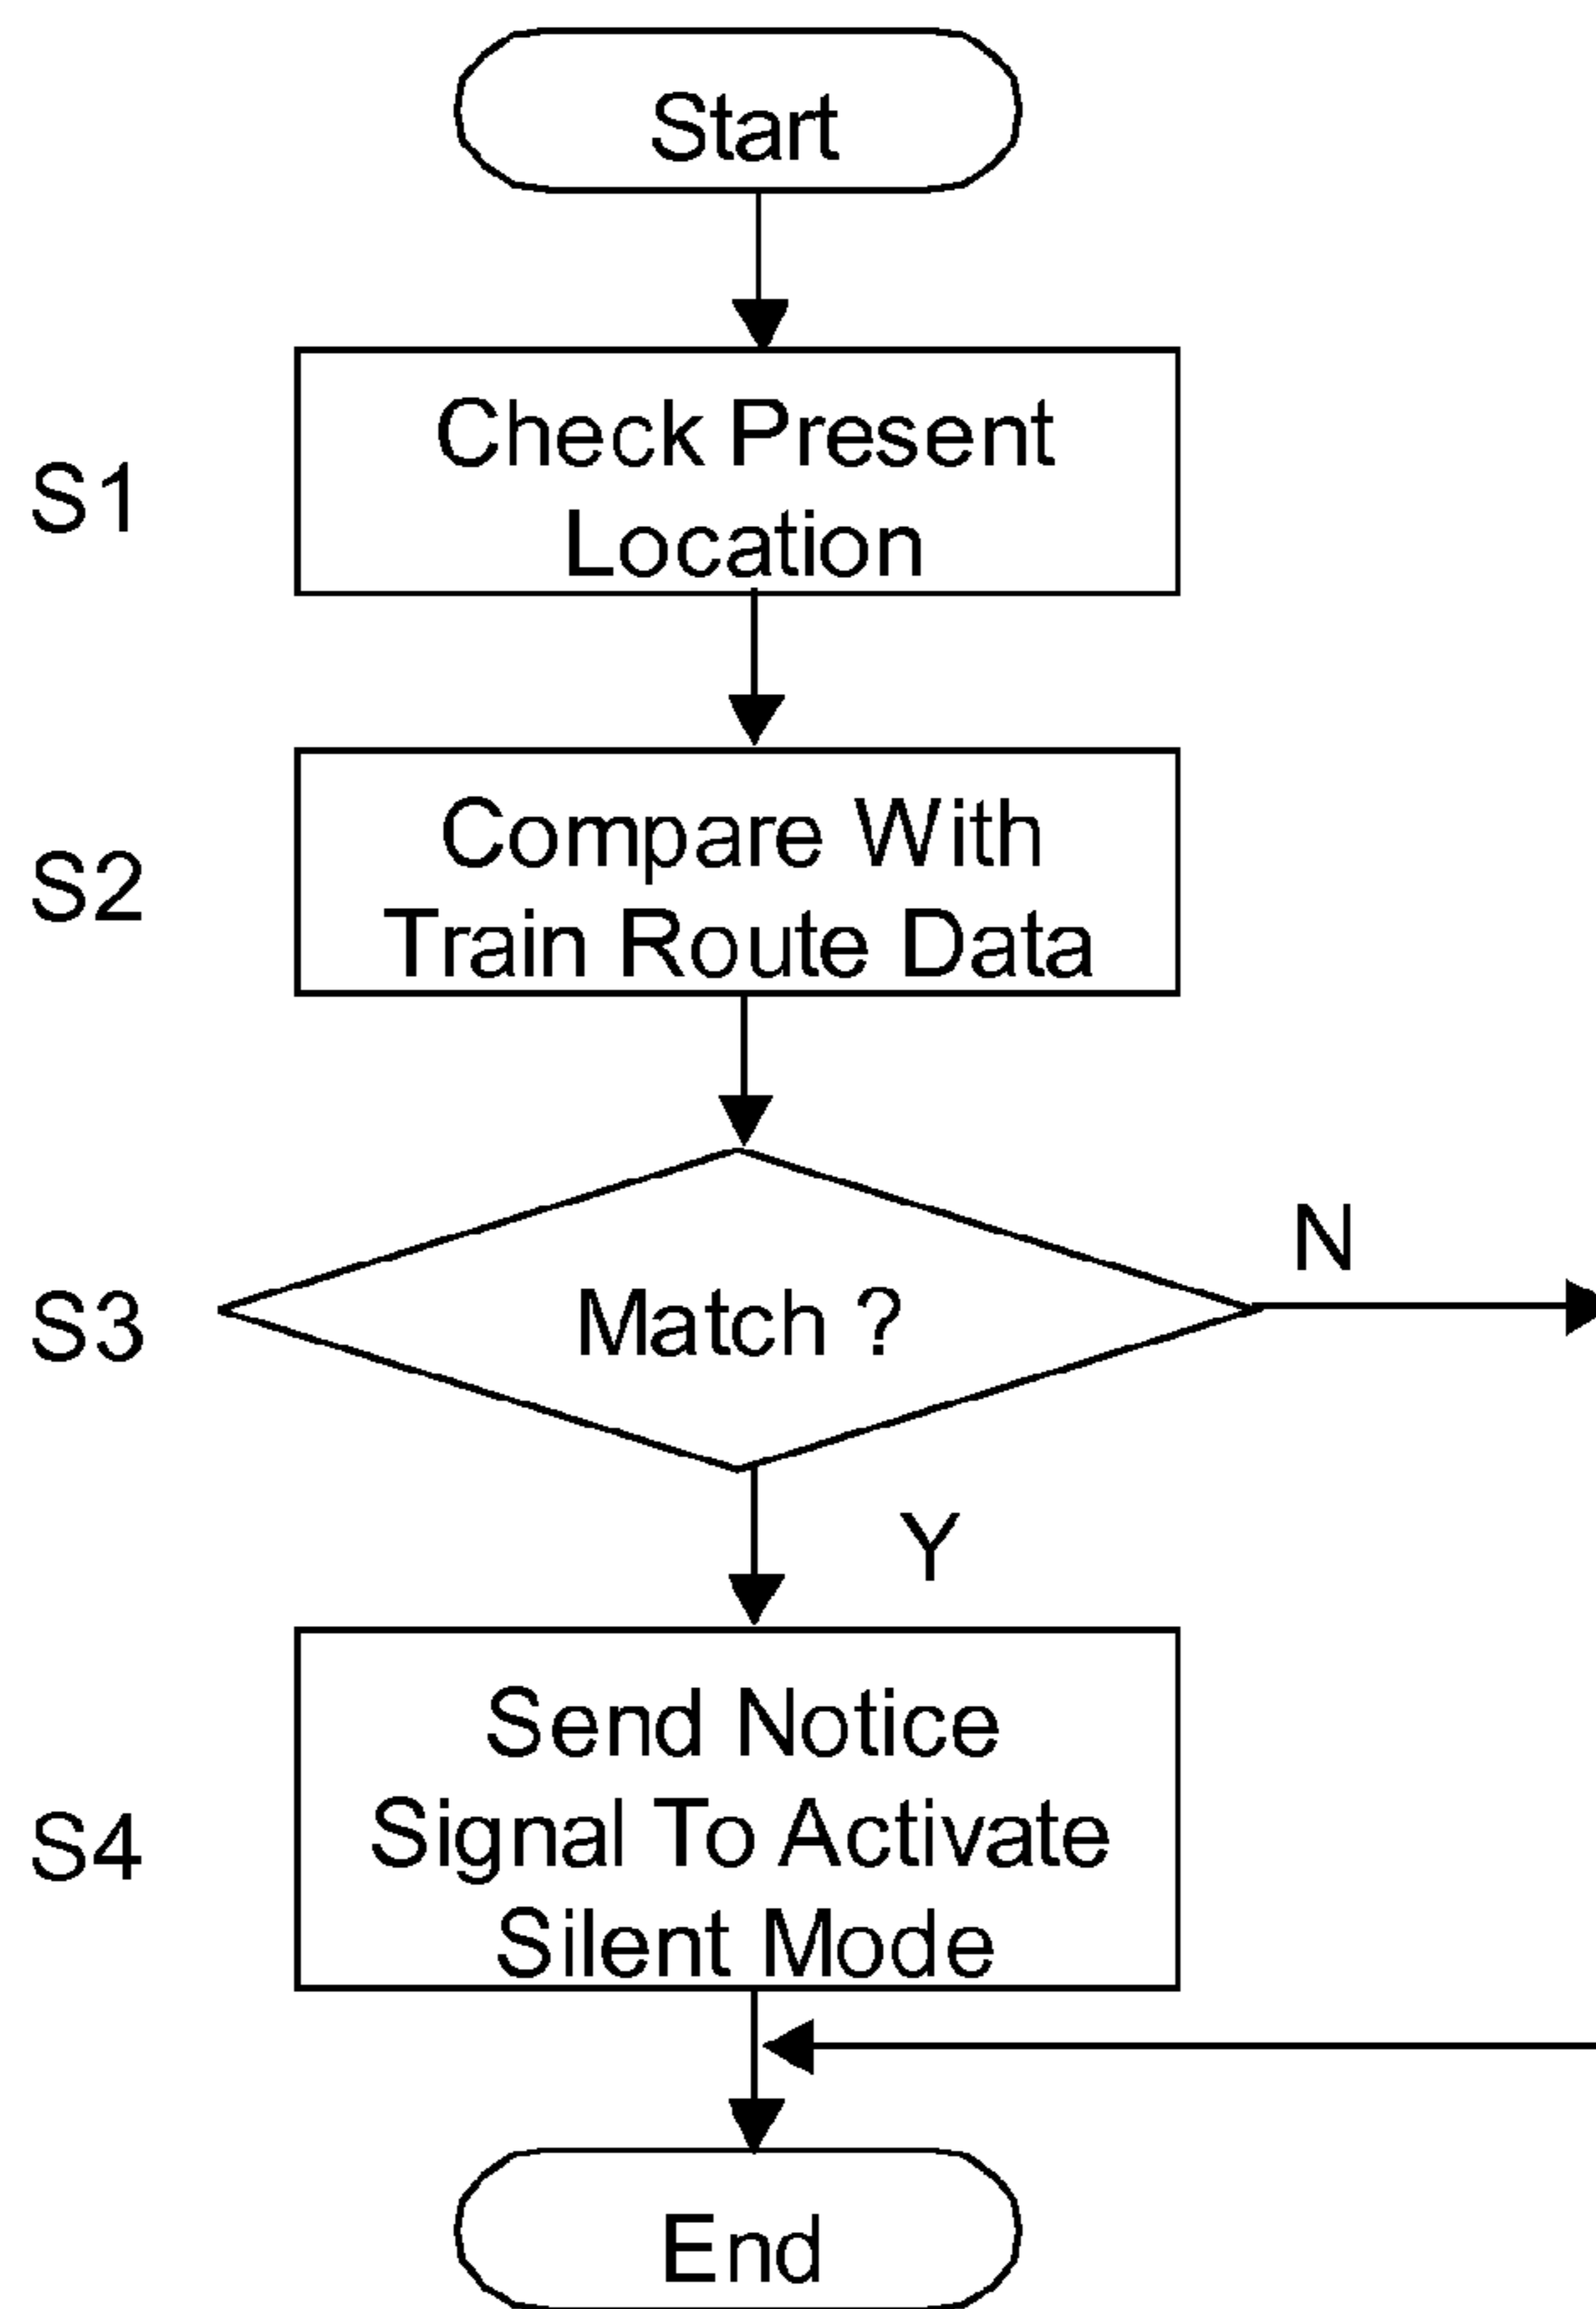 Start
S1
Check Present
Location
S2
Compare With
Train Route Data
S3
Match ?
N
Y
S4
Send Notice
Signal To Activate
Silent Mode
End